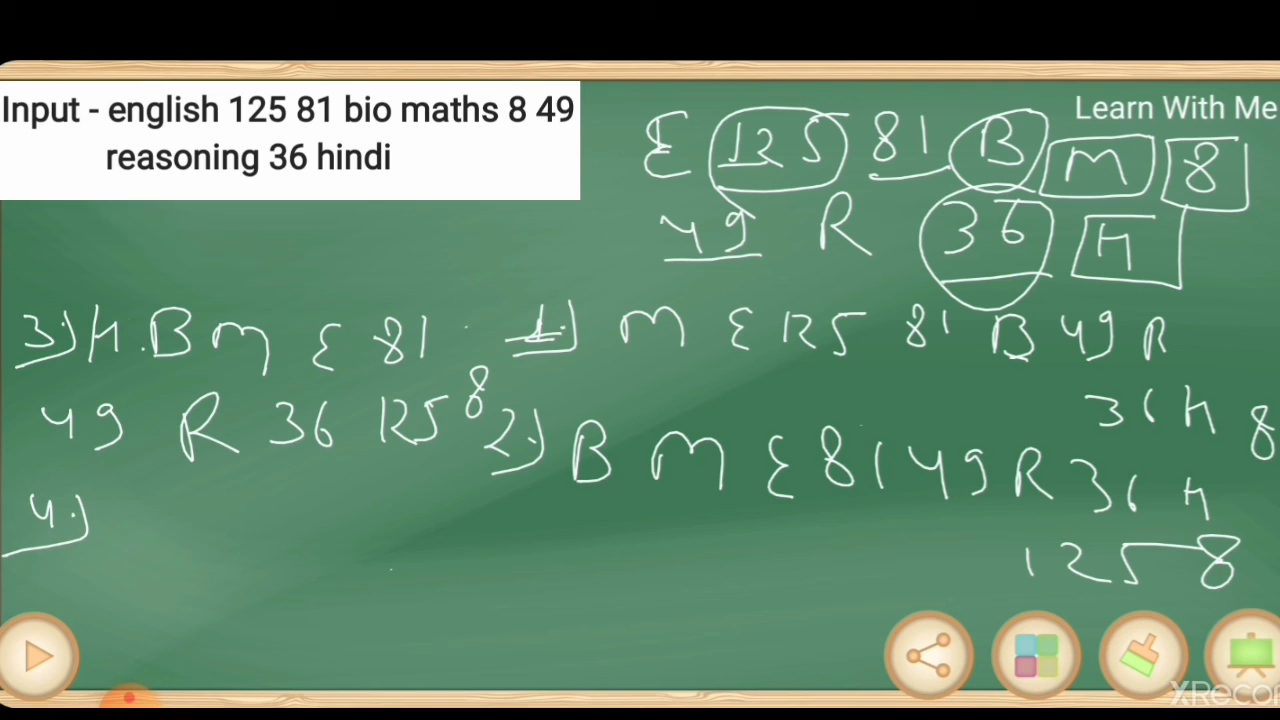 Input - english 125 81 bio maths 8 49
reasoning 36 hindi
Learn With Me
E 125 81 B M 8
49 R 36 H
1.) M E 125 81 B 49 R
36 H 8
2.) B M E 81 49 R 36 H
125 8
3.) H B M E 81
49 R 36 125 8
4.)
XRecor